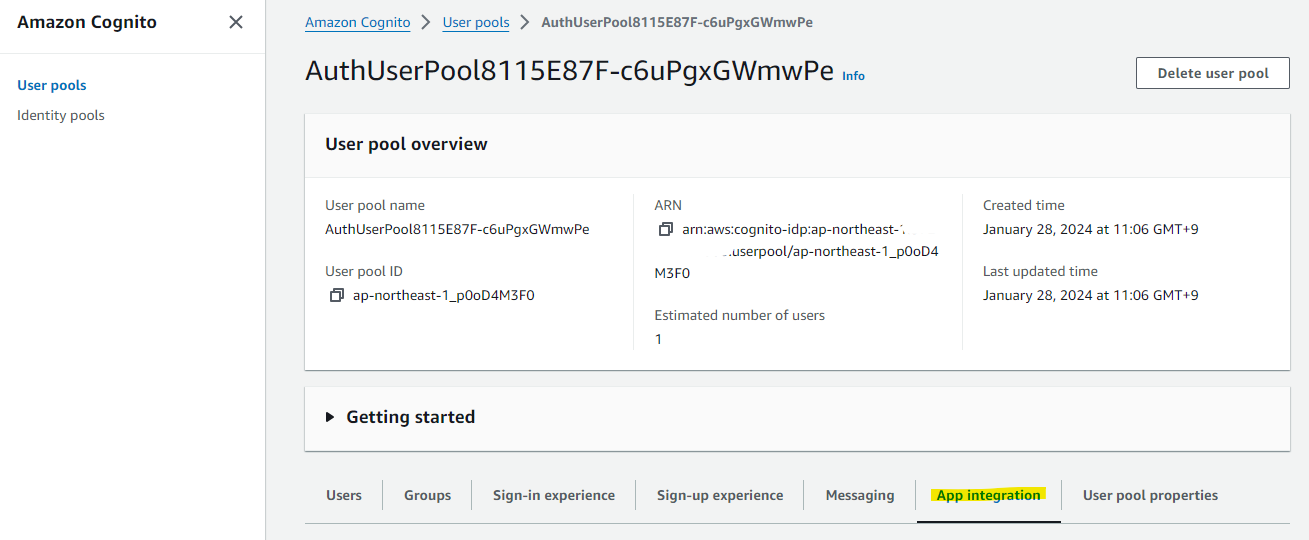 Amazon Cognito
User pools
Identity pools
Amazon Cognito > User pools > AuthUserPool8115E87F-c6uPgxGWmwPe
AuthUserPool8115E87F-c6uPgxGWmwPe Info
Delete user pool
User pool overview
User pool name
AuthUserPool8115E87F-c6uPgxGWmwPe
User pool ID
ap-northeast-1_p0oD4M3F0
ARN
arn:aws:cognito-idp:ap-northeast-
:userpool/ap-northeast-1_p0oD4
M3F0
Estimated number of users
1
Created time
January 28, 2024 at 11:06 GMT+9
Last updated time
January 28, 2024 at 11:06 GMT+9
Getting started
Users
Groups
Sign-in experience
Sign-up experience
Messaging
App integration
User pool properties